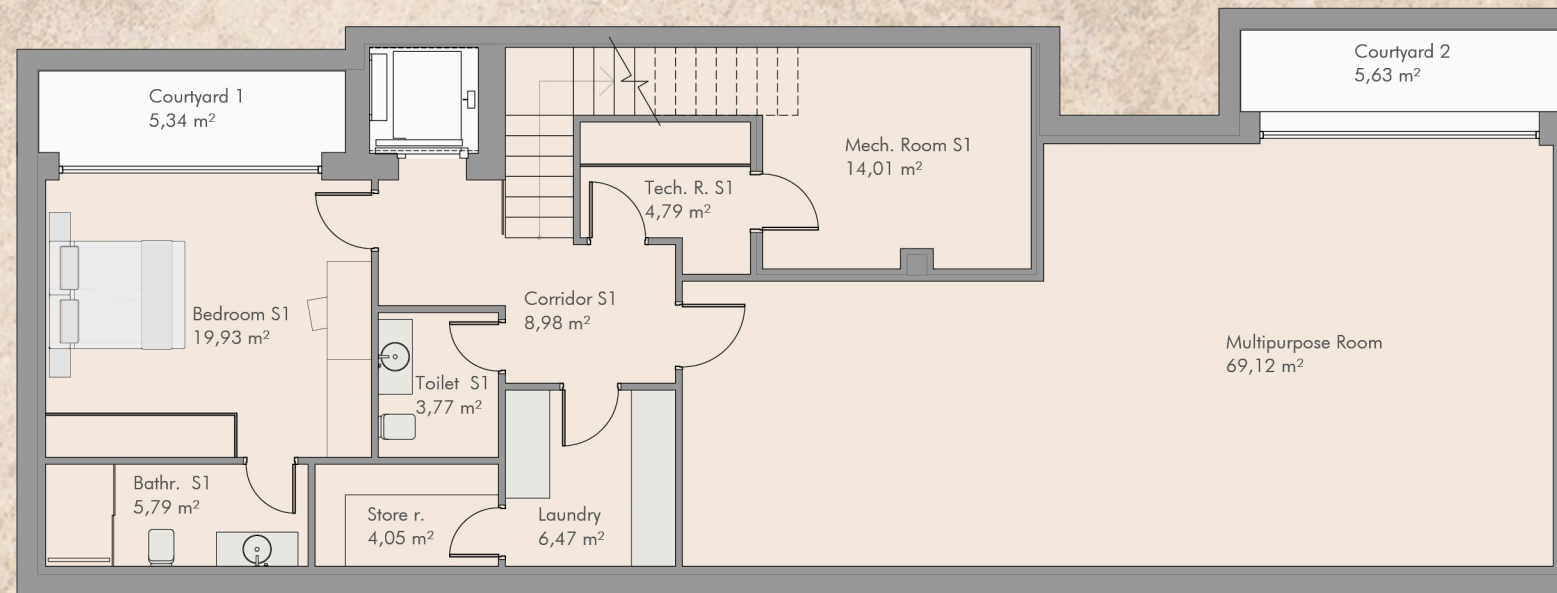 Courtyard 1
5,34 m²
Courtyard 2
5,63 m²
Mech. Room S1
14,01 m²
Tech. R. S1
4,79 m²
Bedroom S1
19,93 m²
Corridor S1
8,98 m²
Multipurpose Room
69,12 m²
Toilet S1
3,77 m²
Bathr. S1
5,79 m²
Store r.
4,05 m²
Laundry
6,47 m²